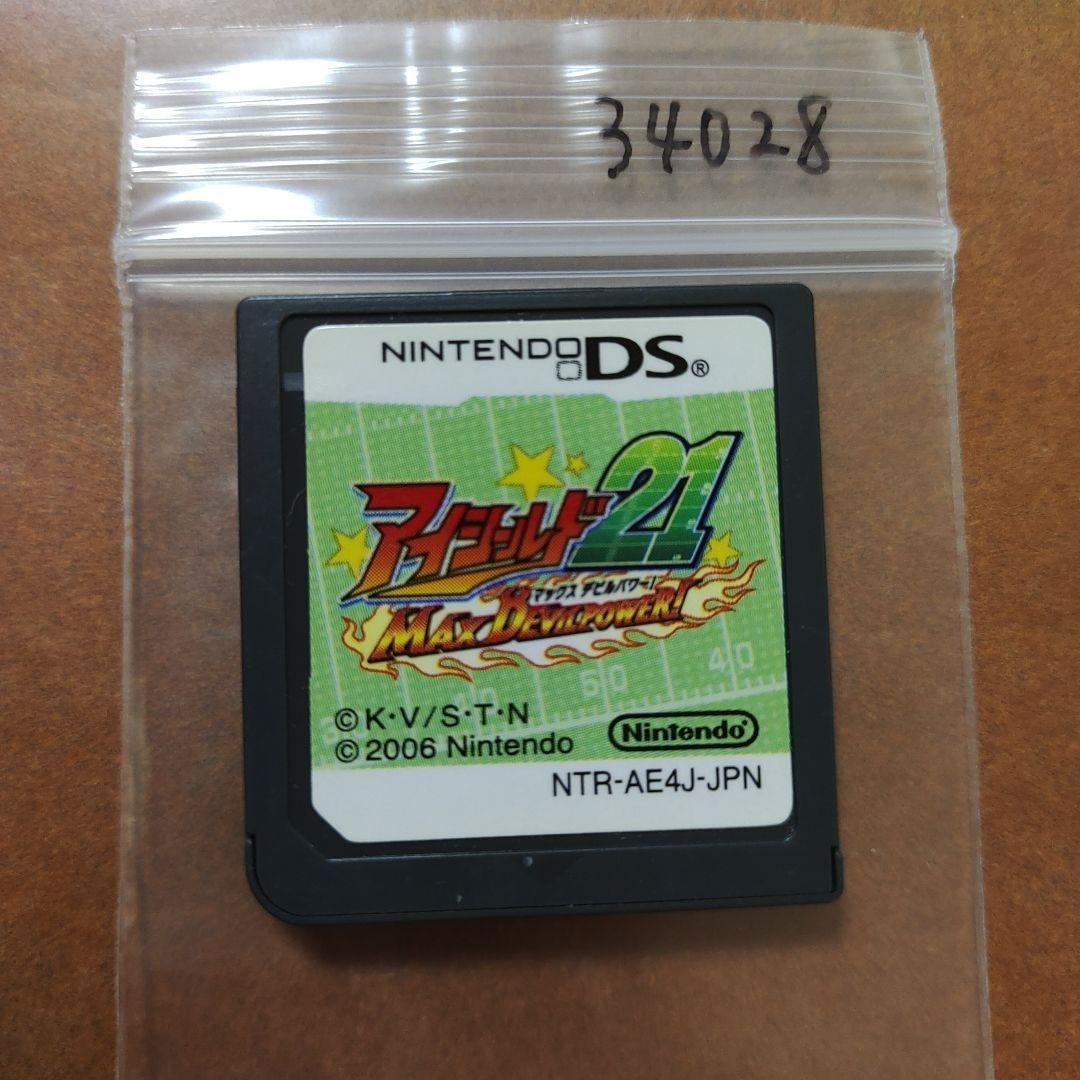 34028
NINTENDO DS®
アイシールド21
マックス デビルパワー!
MAX DEVILPOWER!
50 40
©K・V/S・T・N
©2006 Nintendo
Nintendo®
NTR-AE4J-JPN